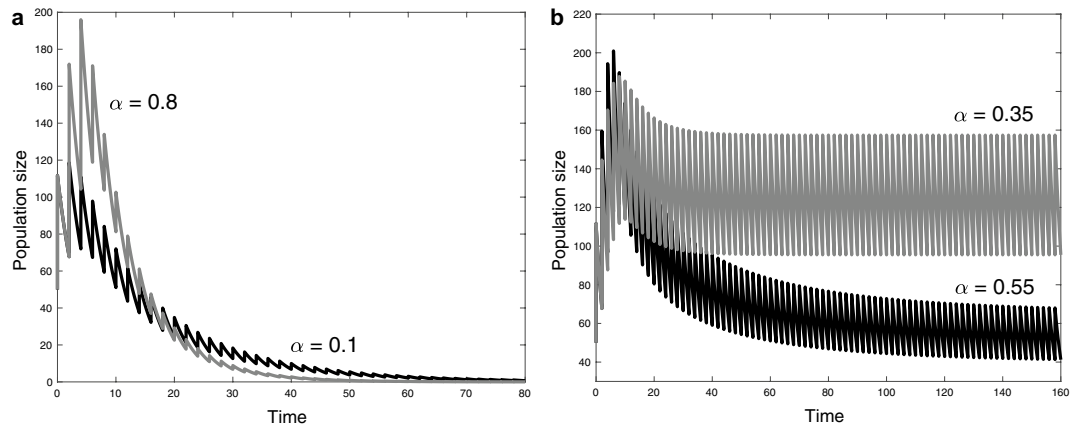 a
200
180
160
140
120
100
80
60
40
20
0
0 10 20 30 40 50 60 70 80
Population size
Time
α = 0.8
α = 0.1
b
220
200
180
160
140
120
100
80
60
40
0 20 40 60 80 100 120 140 160
Population size
Time
α = 0.35
α = 0.55